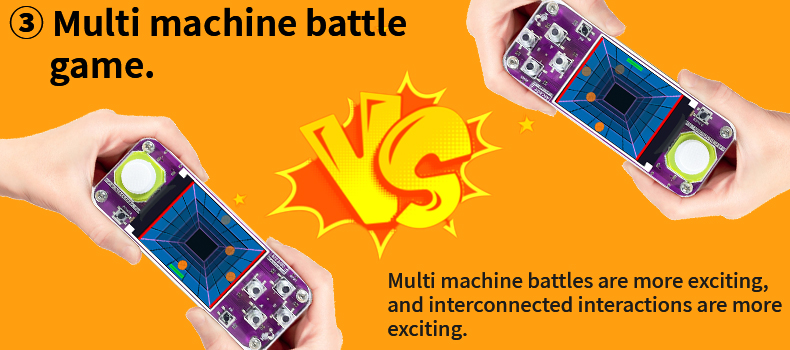 ③ Multi machine battle
game.
VS
Multi machine battles are more exciting,
and interconnected interactions are more
exciting.